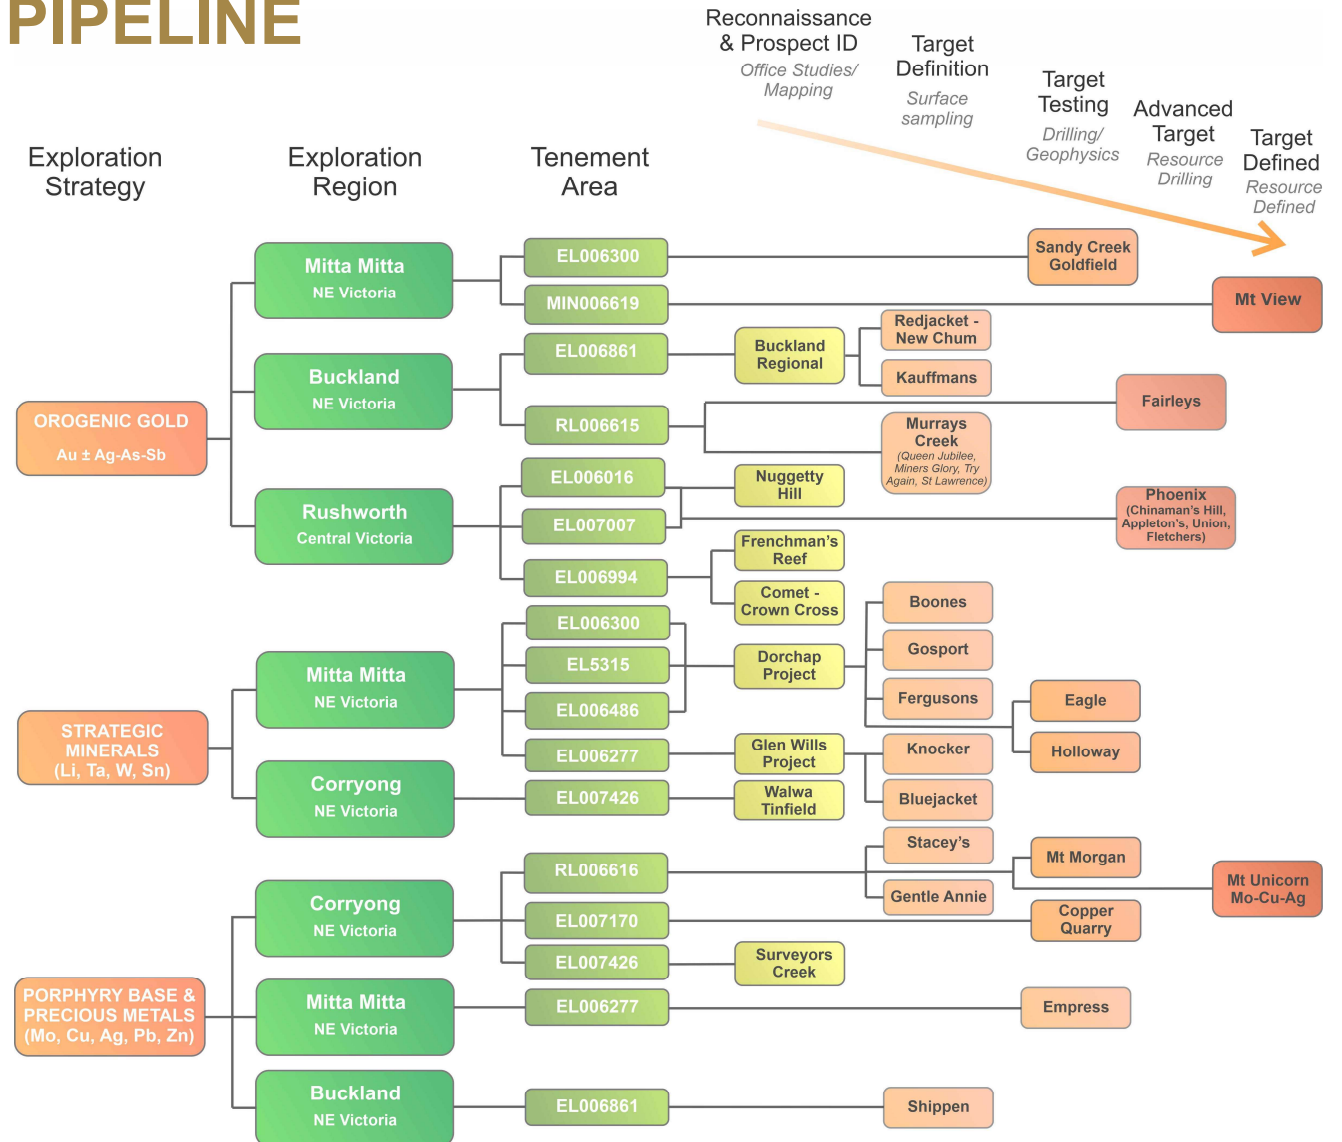 PIPELINE
Reconnaissance
& Prospect ID
Office Studies/
Mapping
Target
Definition
Surface
sampling
Target
Testing
Drilling/
Geophysics
Advanced
Target
Resource
Drilling
Target
Defined
Resource
Defined
Exploration
Strategy
Exploration
Region
Tenement
Area
OROGENIC GOLD
Au ± Ag-As-Sb
Mitta Mitta
NE Victoria
EL006300
Sandy Creek
Goldfield
MIN006619
Mt View
Buckland
NE Victoria
EL006861
Buckland
Regional
Redjacket -
New Chum
Kauffmans
RL006615
Fairleys
Murrays
Creek
(Queen Jubilee,
Miners Glory, Try
Again, St Lawrence)
Rushworth
Central Victoria
EL006016
Nuggetty
Hill
EL007007
Phoenix
(Chinaman's Hill,
Appleton's, Union,
Fletchers)
EL006994
Frenchman's
Reef
Comet -
Crown Cross
STRATEGIC
MINERALS
(Li, Ta, W, Sn)
Mitta Mitta
NE Victoria
EL006300
EL5315
EL006486
Dorchap
Project
Boones
Gosport
Fergusons
Eagle
Holloway
EL006277
Glen Wills
Project
Knocker
Bluejacket
Corryong
NE Victoria
EL007426
Walwa
Tinfield
PORPHYRY BASE &
PRECIOUS METALS
(Mo, Cu, Ag, Pb, Zn)
Corryong
NE Victoria
RL006616
Stacey's
Gentle Annie
Mt Morgan
Mt Unicorn
Mo-Cu-Ag
EL007170
Copper
Quarry
EL007426
Surveyors
Creek
Mitta Mitta
NE Victoria
EL006277
Empress
Buckland
NE Victoria
EL006861
Shippen